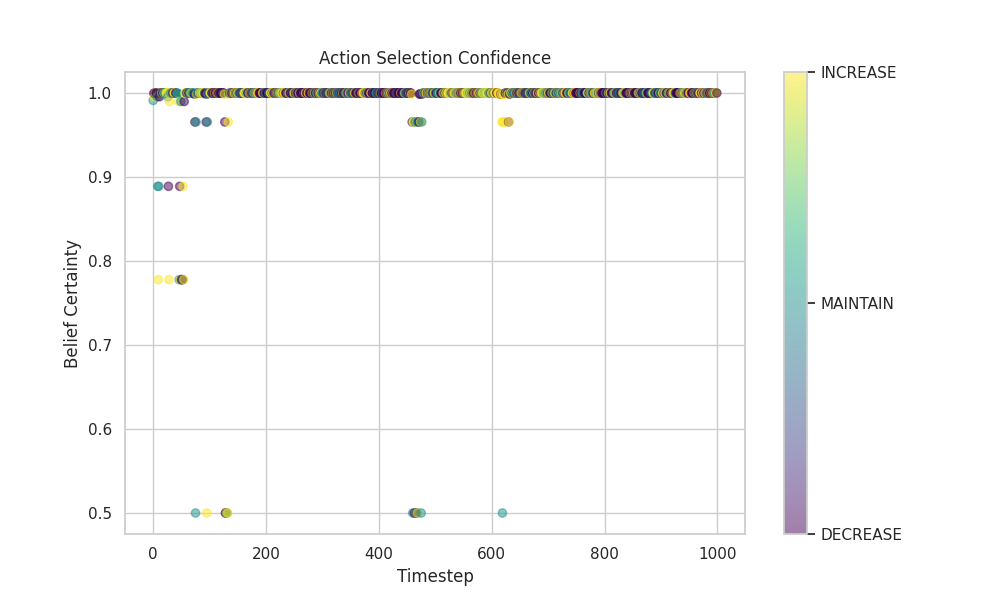 Action Selection Confidence
Belief Certainty
1.0
0.9
0.8
0.7
0.6
0.5
0
200
400
600
800
1000
Timestep
INCREASE
MAINTAIN
DECREASE